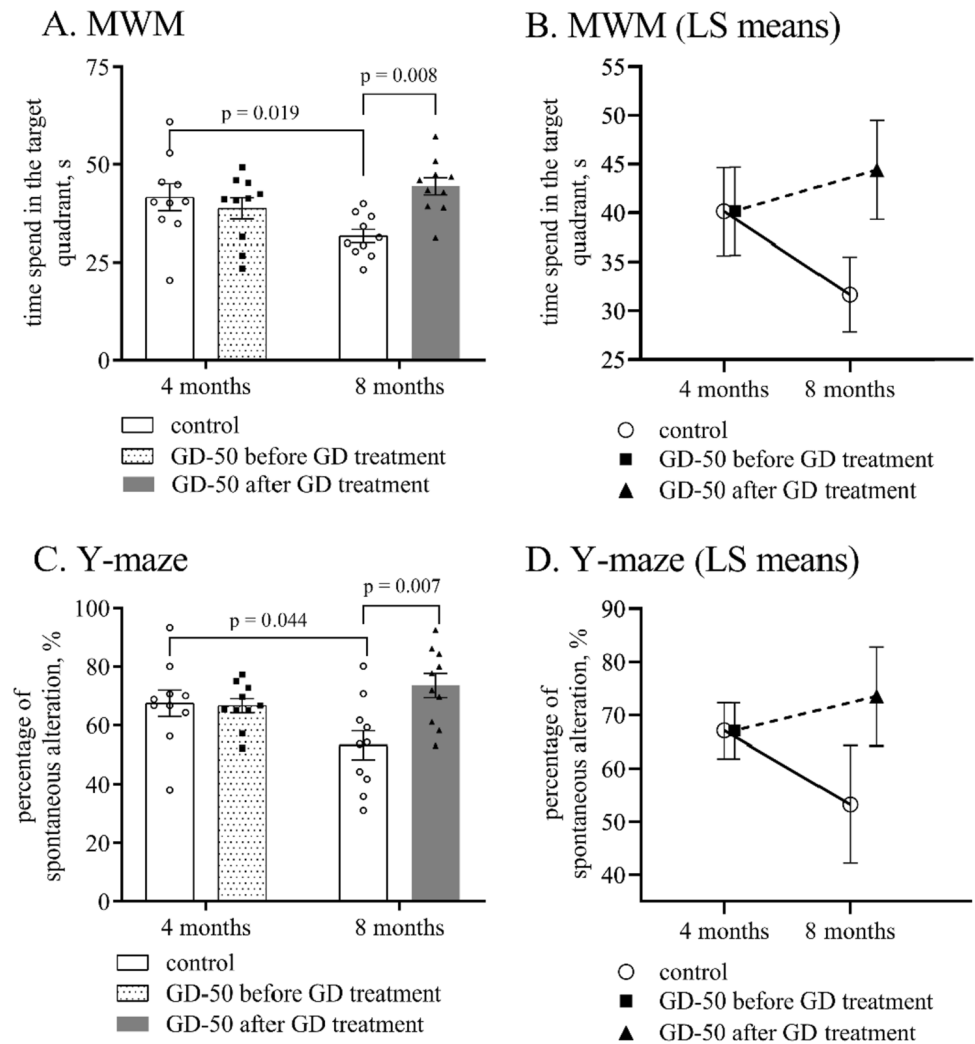 A. MWM
75
50
25
0
time spend in the target
quadrant, s
p = 0.019
p = 0.008
4 months
8 months
control
GD-50 before GD treatment
GD-50 after GD treatment
B. MWM (LS means)
55
50
45
40
35
30
25
time spend in the target
quadrant, s
4 months
8 months
control
GD-50 before GD treatment
GD-50 after GD treatment
C. Y-maze
100
80
60
40
20
0
percentage of
spontaneous alteration, %
p = 0.044
p = 0.007
4 months
8 months
control
GD-50 before GD treatment
GD-50 after GD treatment
D. Y-maze (LS means)
90
80
70
60
50
40
percentage of
spontaneous alteration, %
4 months
8 months
control
GD-50 before GD treatment
GD-50 after GD treatment